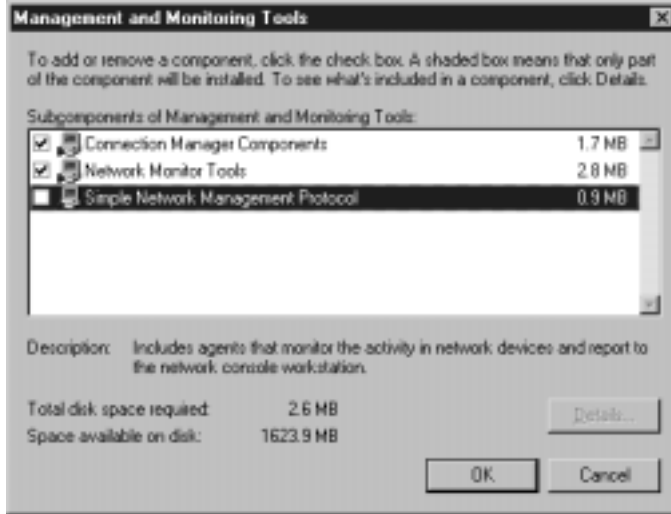 Management and Monitoring Tools
To add or remove a component, click the check box. A shaded box means that only part
of the component will be installed. To see what's included in a component, click Details.
Subcomponents of Management and Monitoring Tools:
Connection Manager Components 1.7 MB
Network Monitor Tools 2.8 MB
Simple Network Management Protocol 0.9 MB
Description: Includes agents that monitor the activity in network devices and report to
the network console workstation.
Total disk space required: 2.6 MB
Space available on disk: 1623.9 MB
Details...
OK Cancel